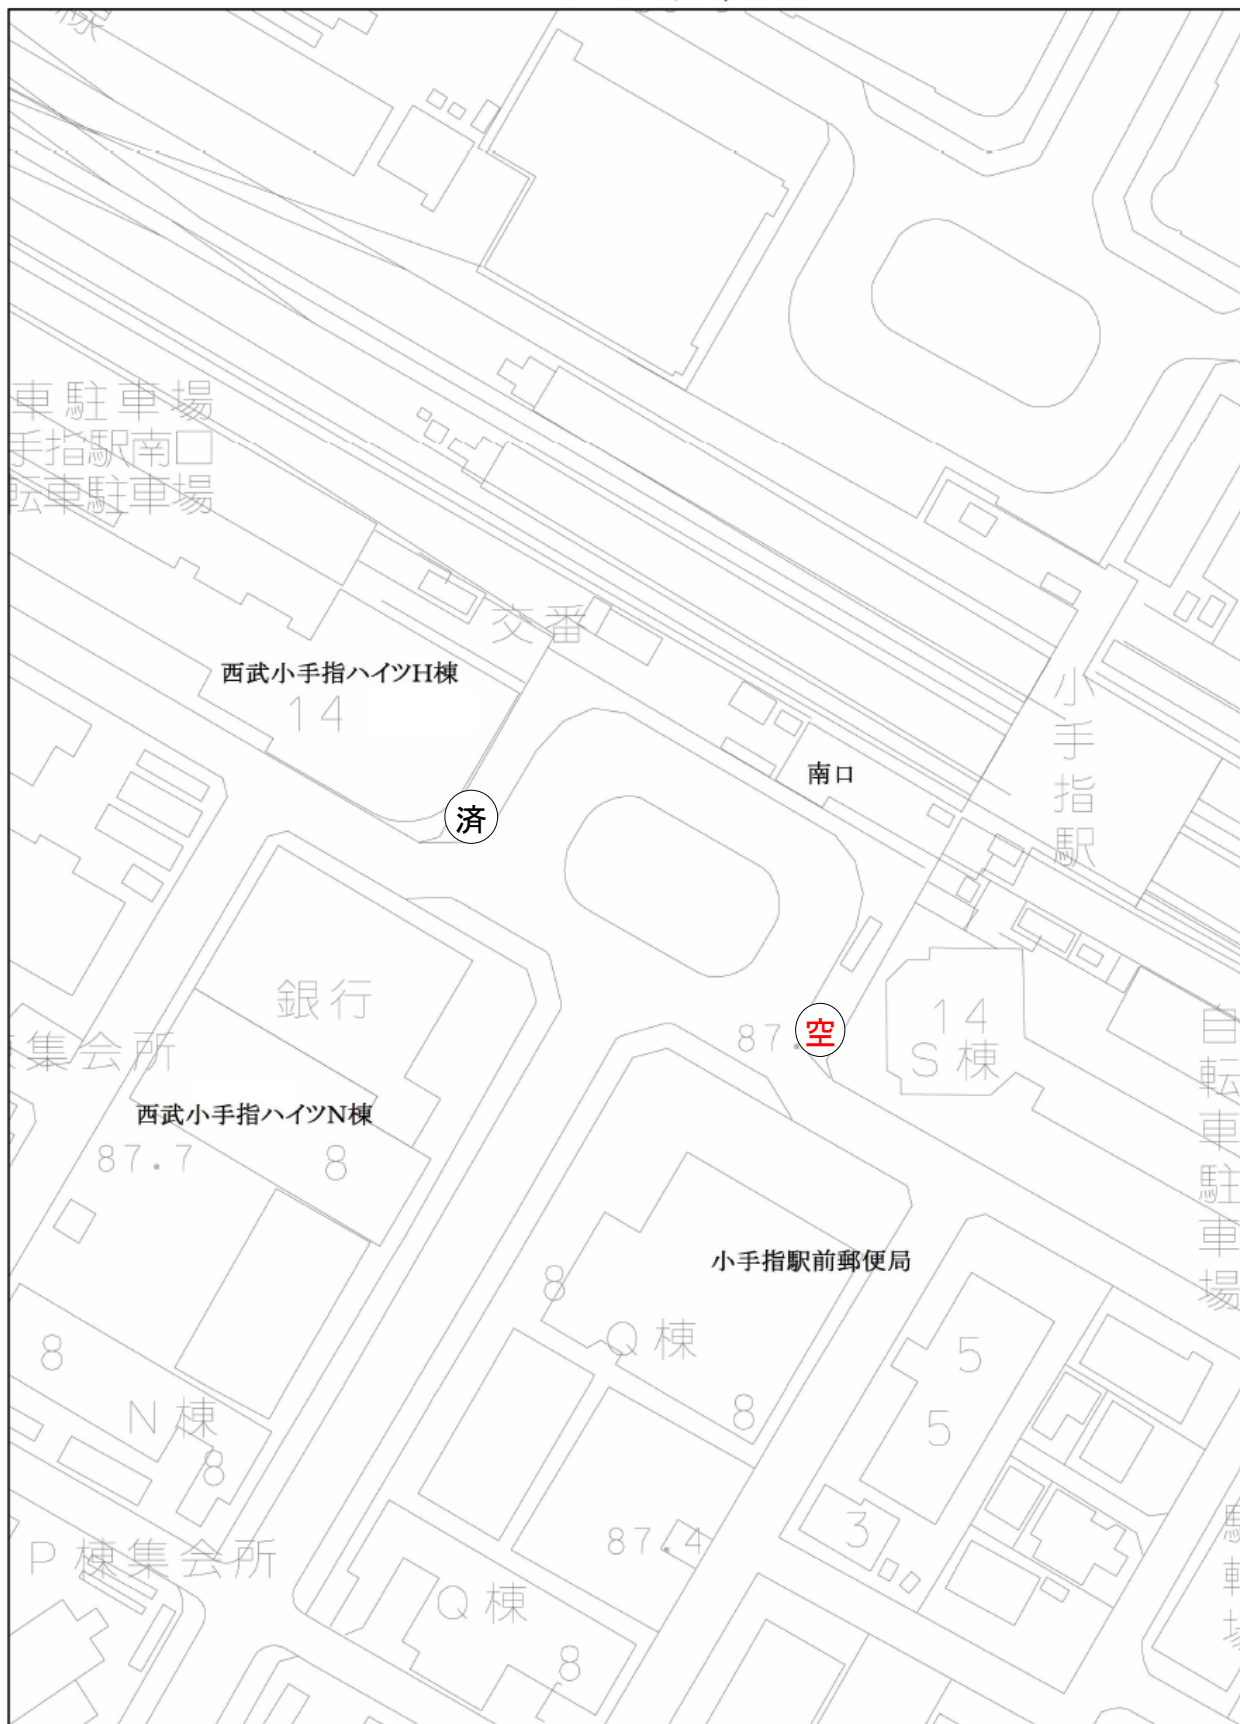 車駐車場
手指駅南口
転車駐車場
交番
西武小手指ハイツH棟
14
小手指駅
南口
済
銀行
空
87.
14
S棟
自転車駐車場
集会所
西武小手指ハイツN棟
87.7
8
小手指駅前郵便局
8
Q棟
8
8
5
5
N棟
8
3
87.4
P棟集会所
Q棟
8